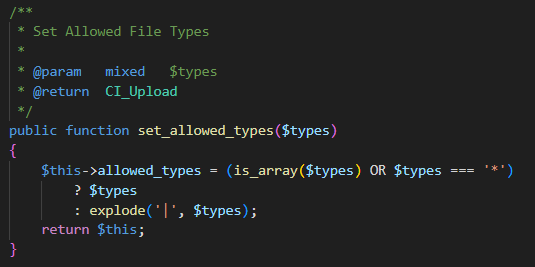 /**
 * Set Allowed File Types
 *
 * @param	mixed	$types
 * @return	CI_Upload
 */
public function set_allowed_types($types)
{
    $this->allowed_types = (is_array($types) OR $types === '*')
        ? $types
        : explode('|', $types);
    return $this;
}